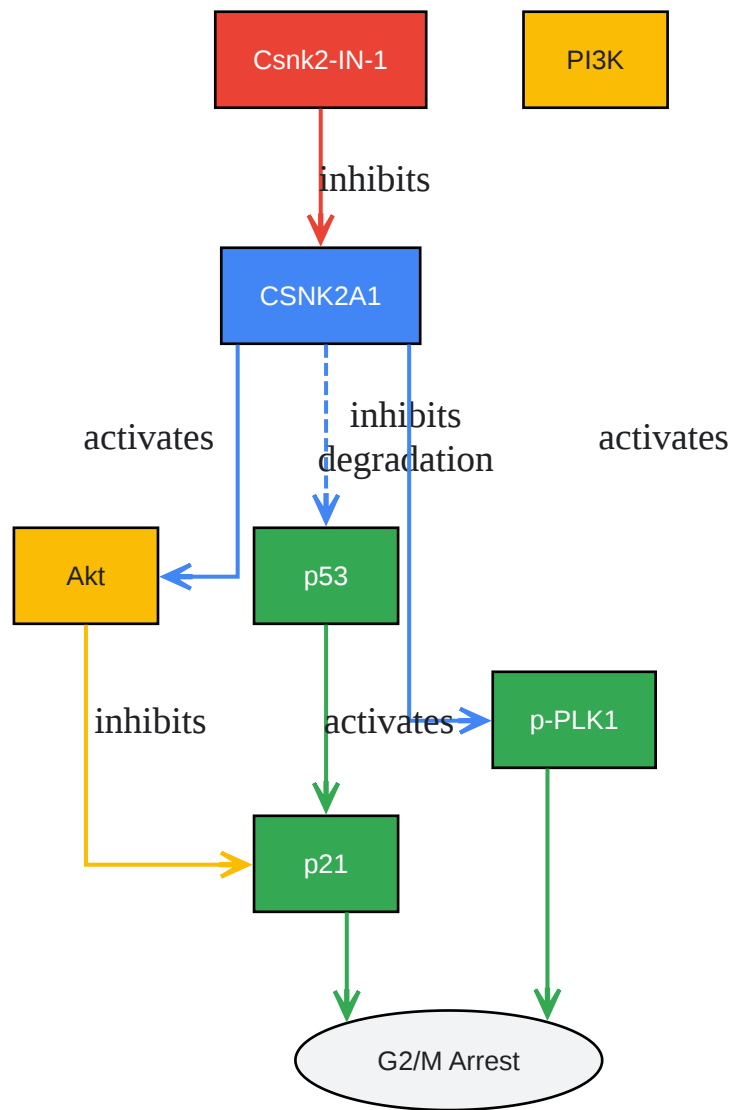 Csnk2-IN-1
PI3K
inhibits
CSNK2A1
activates
inhibits
degradation
activates
Akt
p53
inhibits
activates
p-PLK1
p21
G2/M Arrest